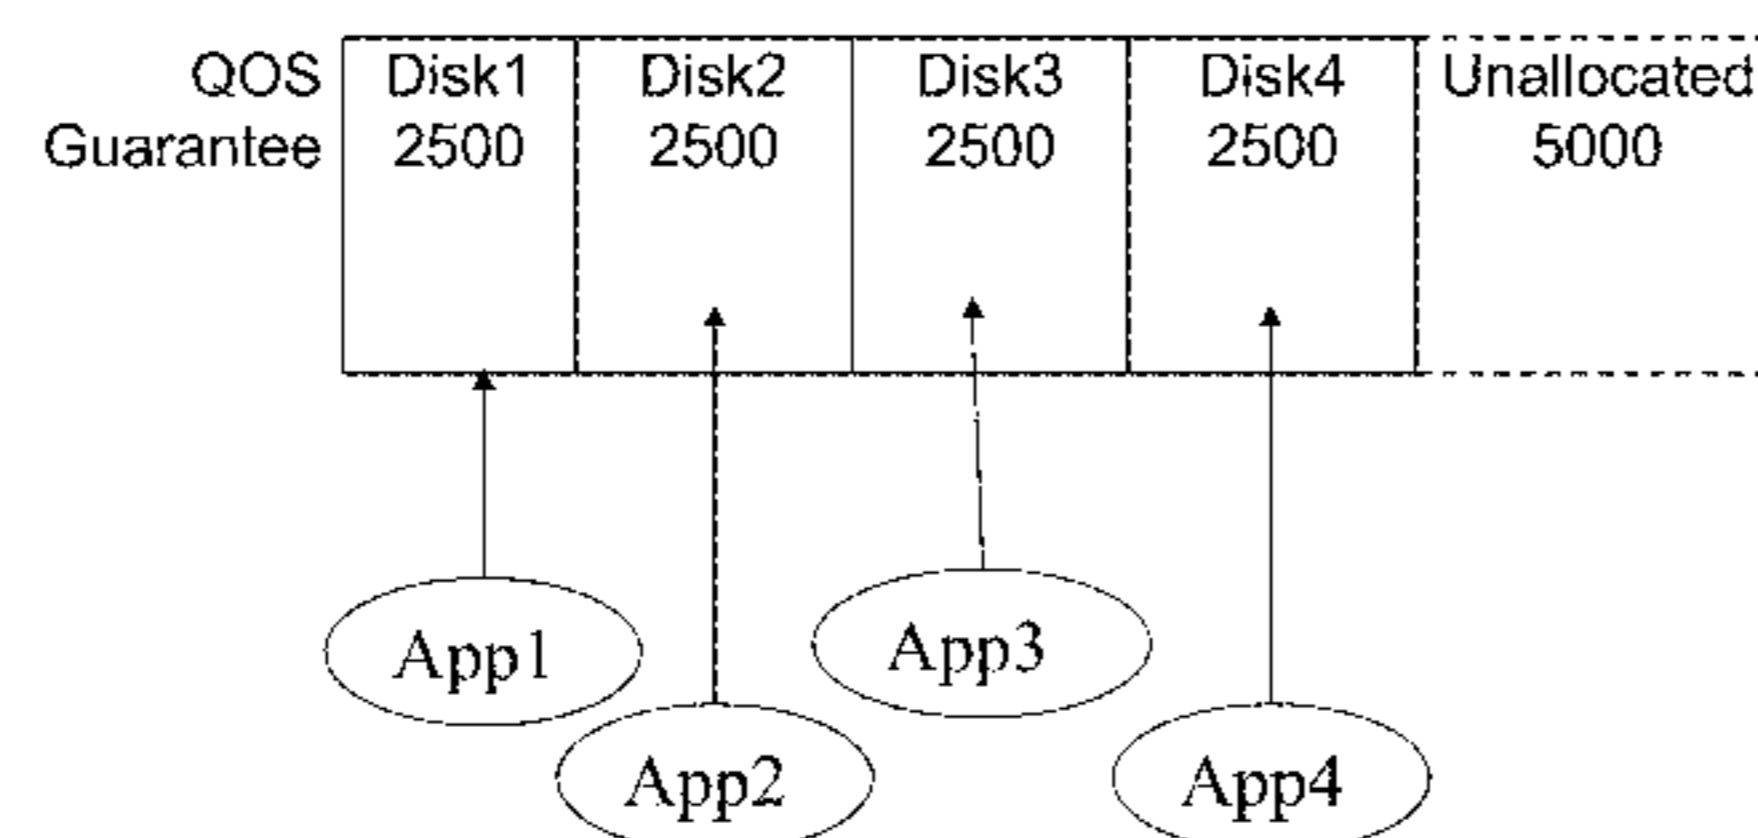 QOS Disk1 Disk2 Disk3 Disk4 Unallocated
Guarantee 2500 2500 2500 2500 5000
App1
App3
App2
App4